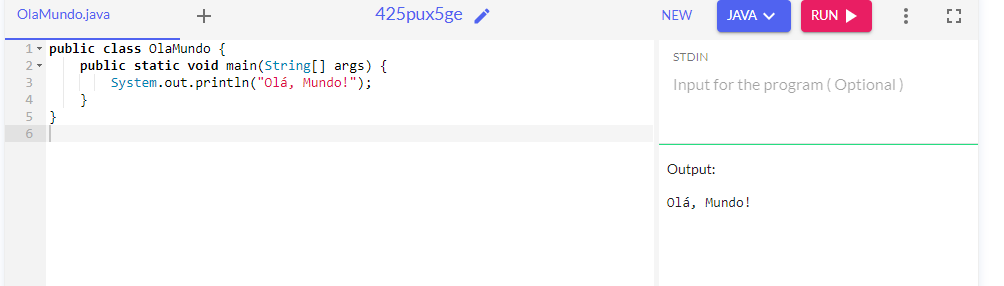 OlaMundo.java + 425pux5ge NEW JAVA RUN
1 public class OlaMundo {
2 public static void main(String[] args) {
3 System.out.println("Olá, Mundo!");
4 }
5 }
6
STDIN
Input for the program ( Optional )
Output:
Olá, Mundo!